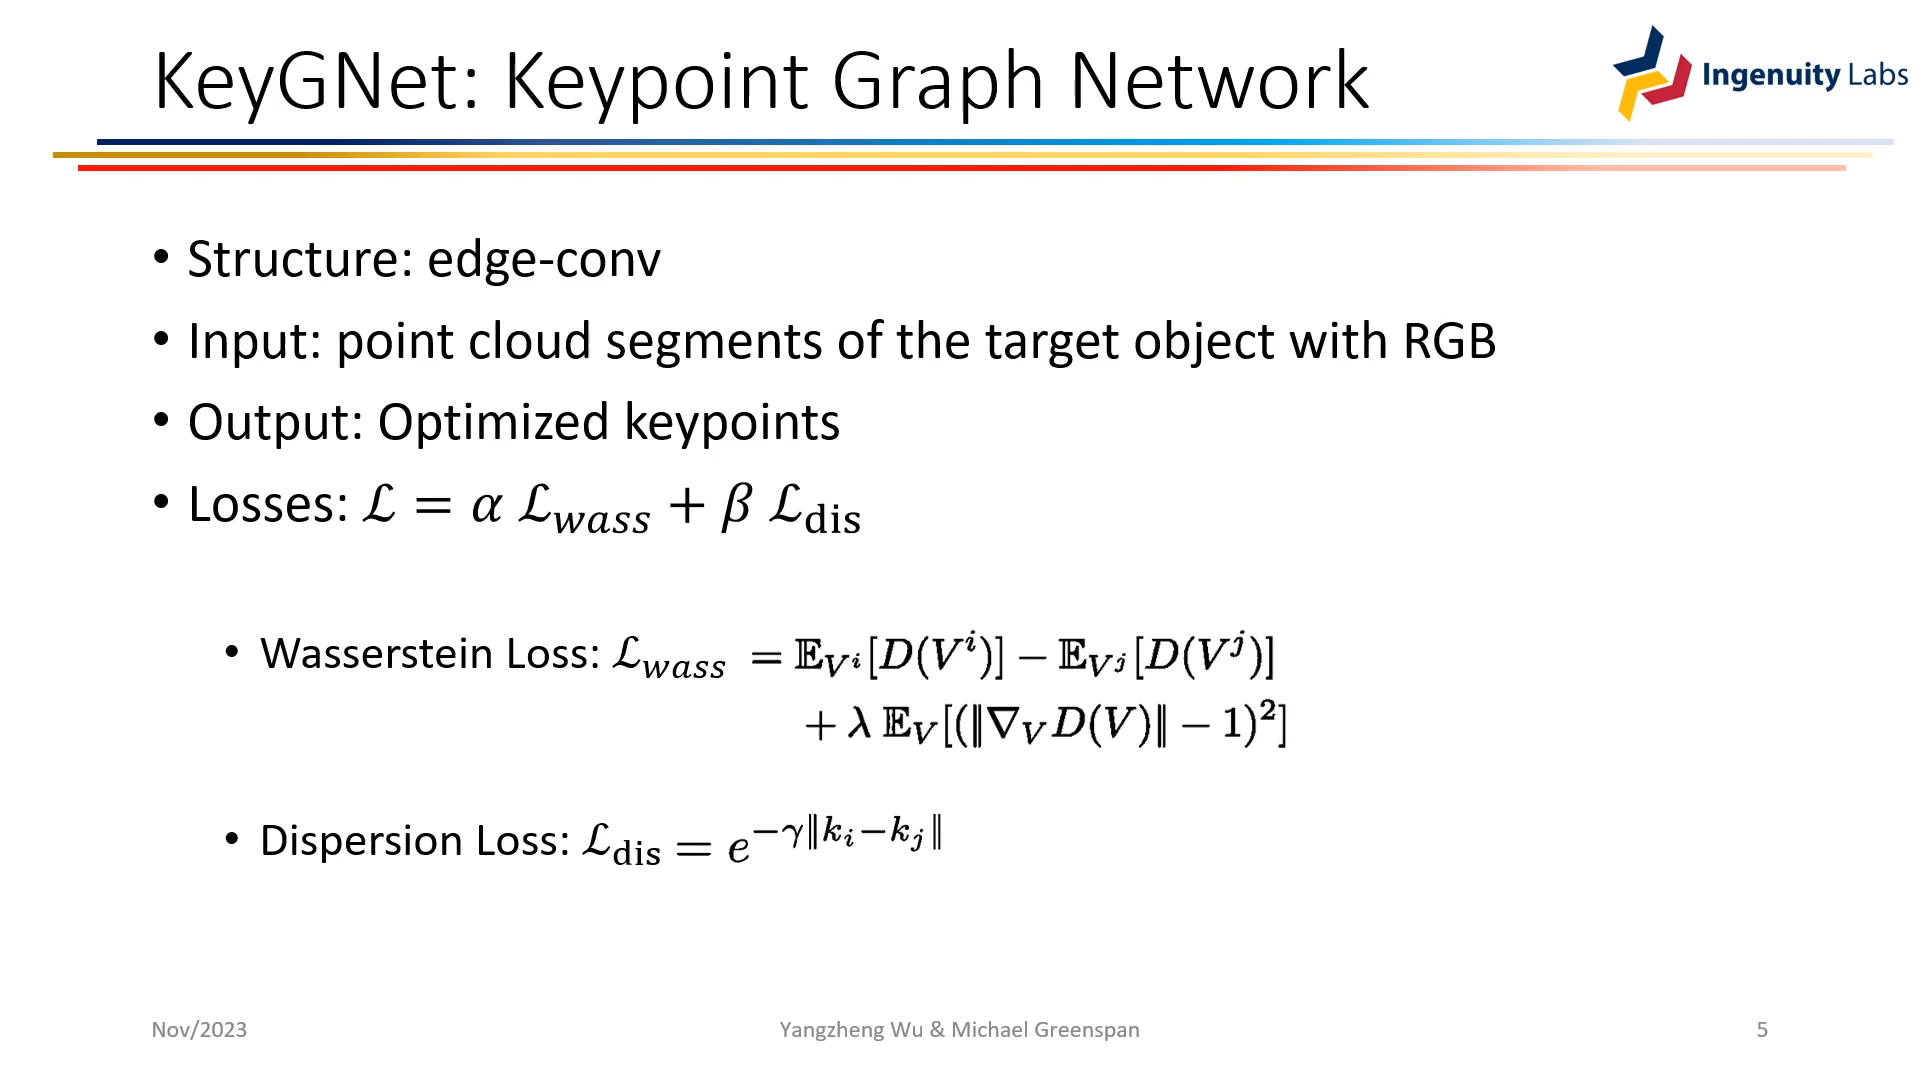 KeyGNet: Keypoint Graph Network
Ingenuity Labs
• Structure: edge-conv
• Input: point cloud segments of the target object with RGB
• Output: Optimized keypoints
• Losses: ℒ = α ℒ_wass + β ℒ_dis
• Wasserstein Loss: ℒ_wass = 𝔼_{V^i}[D(V^i)] − 𝔼_{V^j}[D(V^j)]
+ λ 𝔼_V[(‖∇_V D(V)‖ − 1)^2]
• Dispersion Loss: ℒ_dis = e^{−γ‖k_i−k_j‖}
Nov/2023
Yangzheng Wu & Michael Greenspan
5